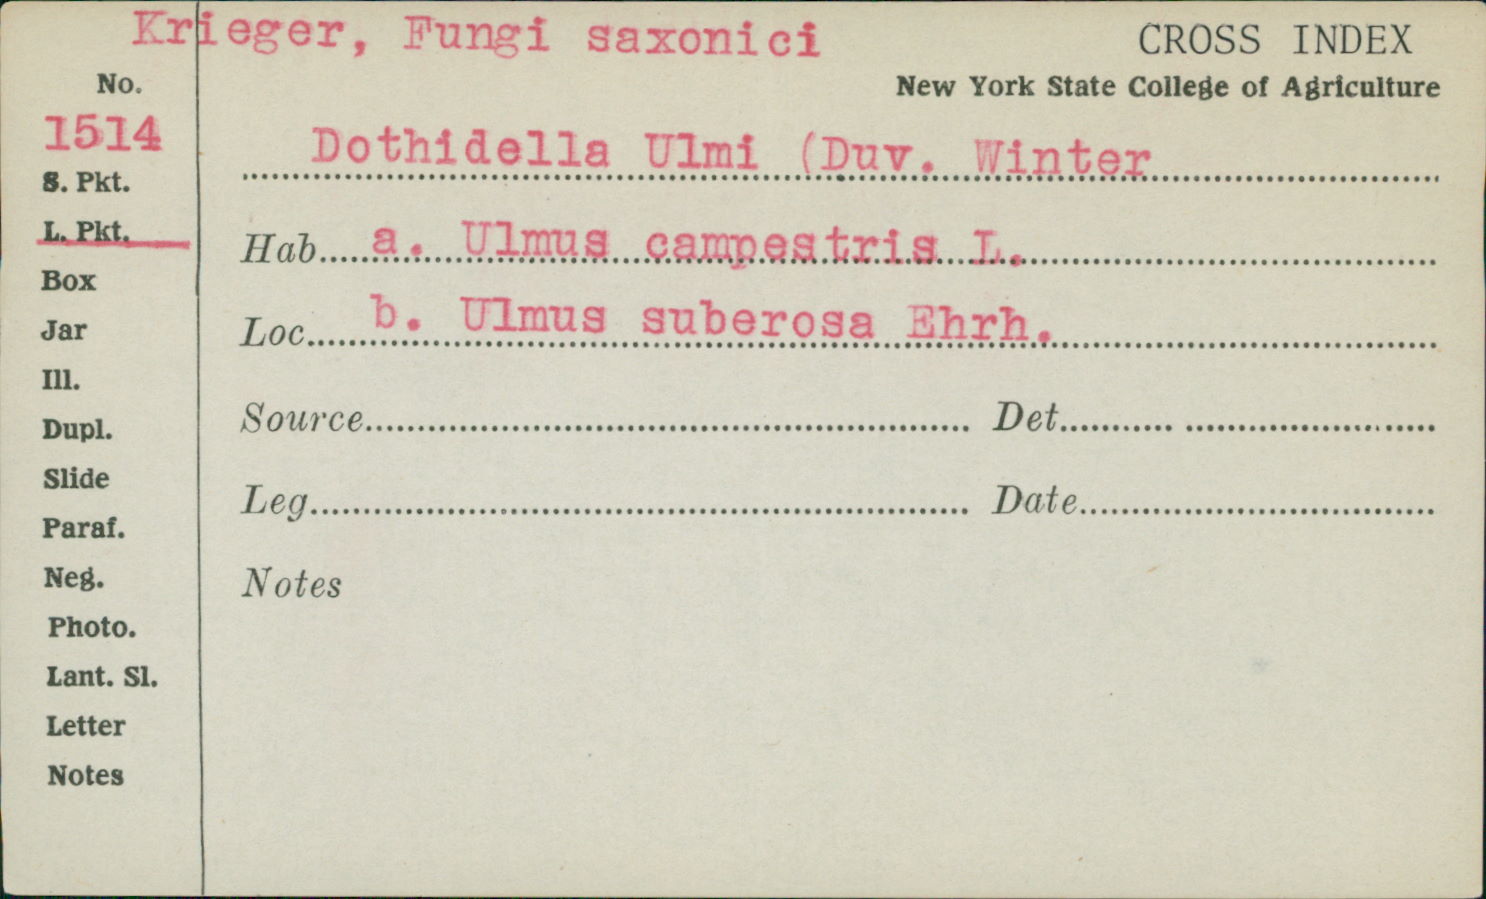 Krieger, Fungi saxonici
CROSS INDEX
No.
New York State College of Agriculture
1514
Dothidella Ulmi (Duv. Winter
S. Pkt.
L. Pkt.
Hab a. Ulmus campestris L.
Box
Loc b. Ulmus suberosa Ehrh.
Jar
Ill.
Source Det
Dupl.
Slide
Leg Date
Paraf.
Neg.
Notes
Photo.
Lant. Sl.
Letter
Notes